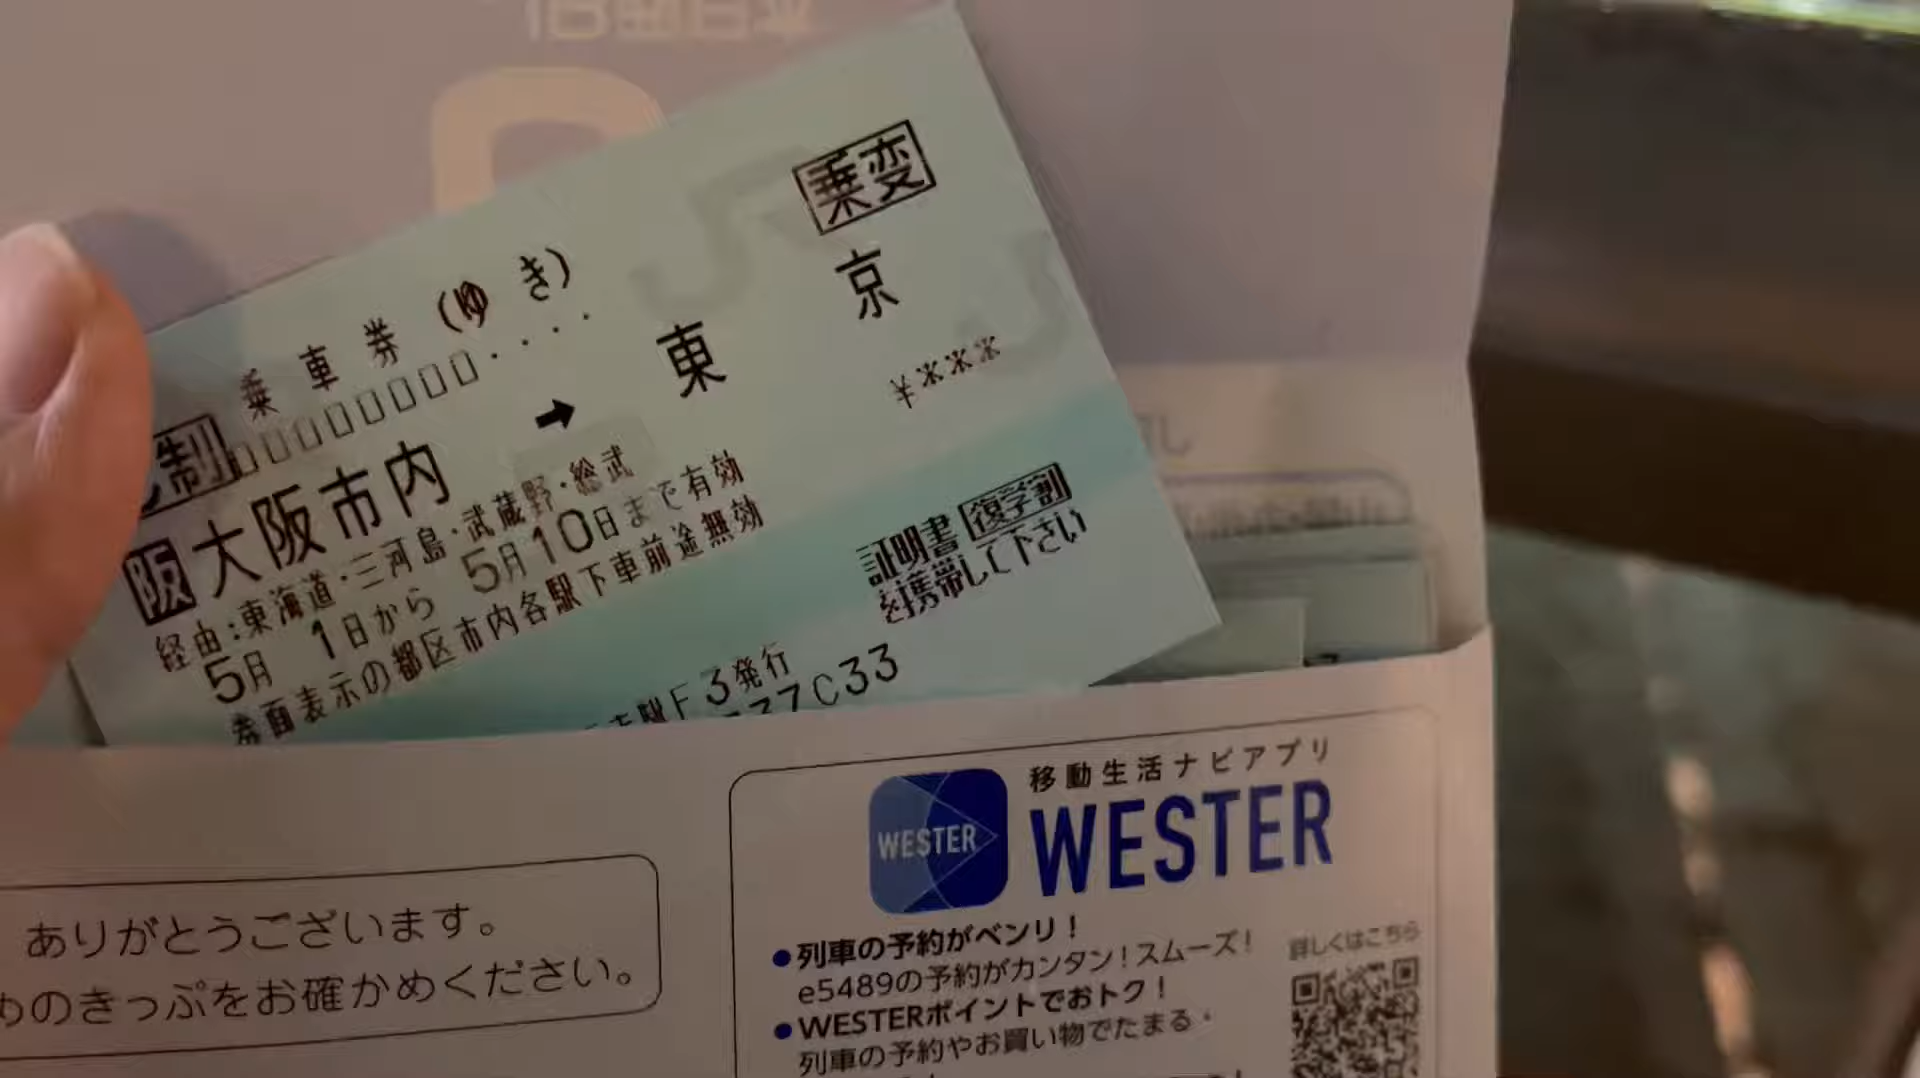 乗変
乗車券(ゆき)
制
大阪市内 → 東京
¥***
阪
経由:東海道・三河島・武蔵野・総武
5月 1日から 5月10日まで有効
券面表示の都区市内各駅下車前途無効
証明書 復学割
を携帯して下さい
駅F3発行
37C33
移動生活ナビアプリ
WESTER
WESTER
ありがとうございます。
のきっぷをお確かめください。
●列車の予約がベンリ!
e5489の予約がカンタン!スムーズ!
●WESTERポイントでおトク!
列車の予約やお買い物でたまる
詳しくはこちら